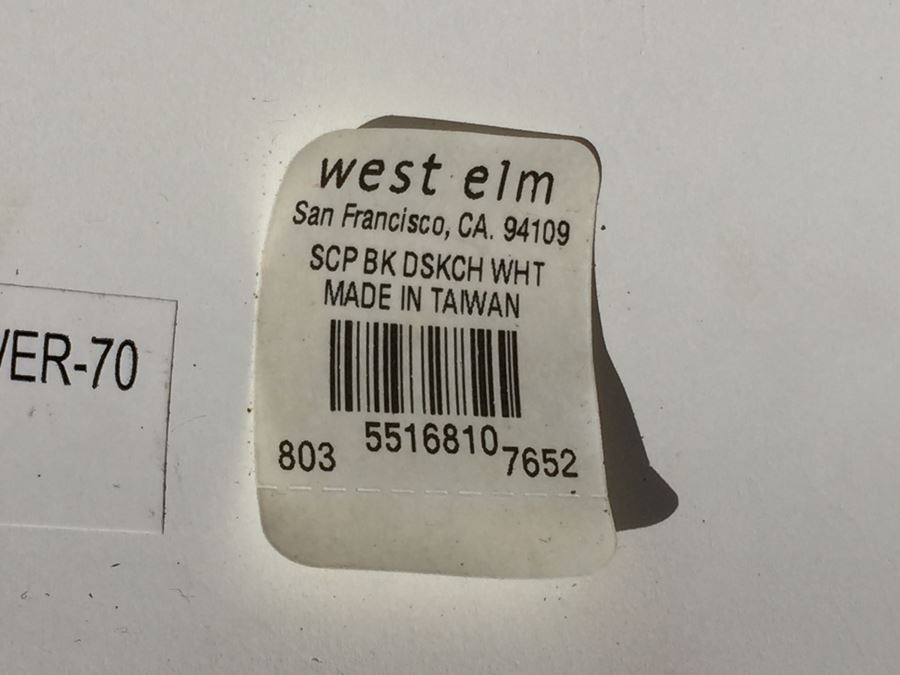 west elm
San Francisco, CA. 94109
SCP BK DSKCH WHT
MADE IN TAIWAN
5516810
803 7652
VER-70